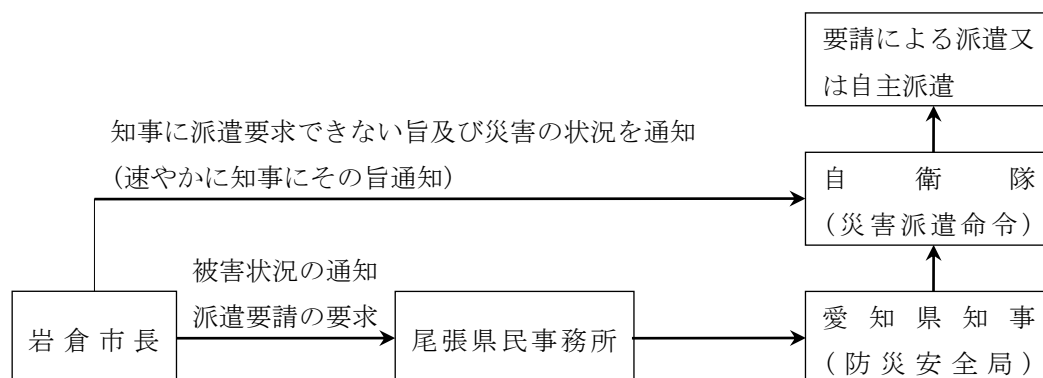 要請による派遣又
は自主派遣
知事に派遣要求できない旨及び災害の状況を通知
(速やかに知事にその旨通知)
自衛隊
(災害派遣命令)
被害状況の通知
派遣要請の要求
岩倉市長
尾張県民事務所
愛知県知事
(防災安全局)